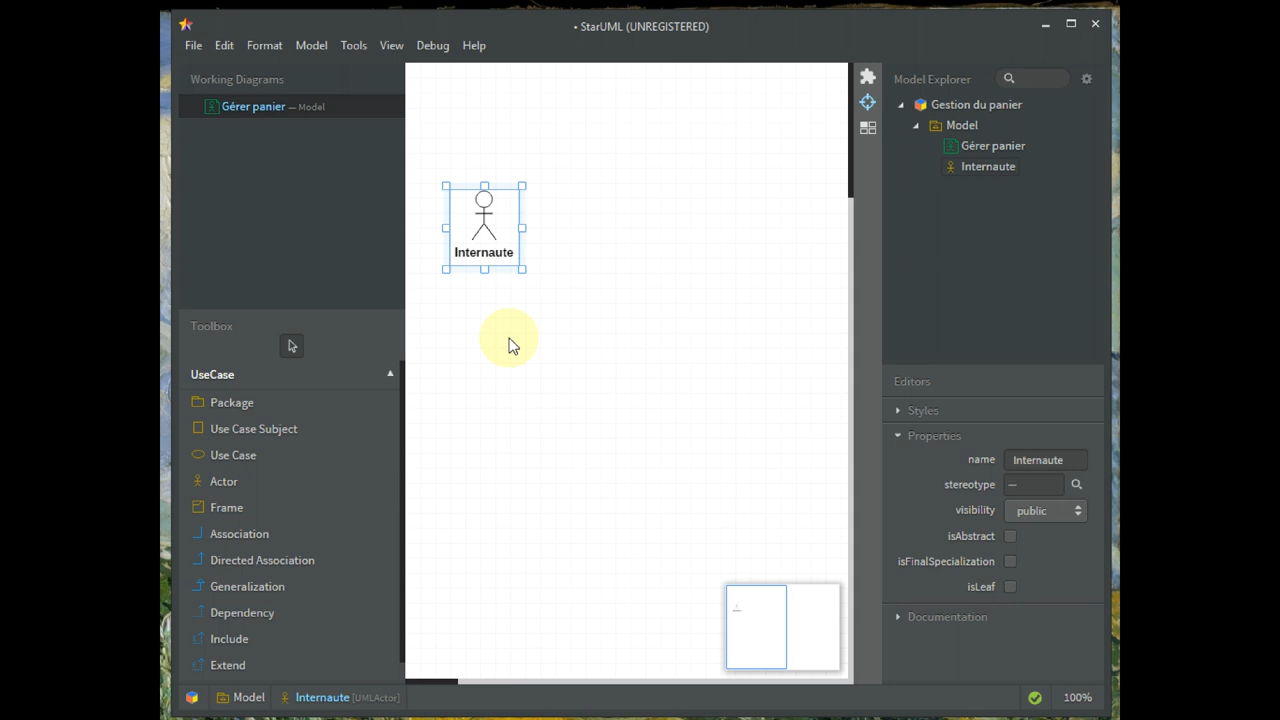 • StarUML (UNREGISTERED)
File Edit Format Model Tools View Debug Help
Working Diagrams
Gérer panier — Model
Toolbox
UseCase
Package
Use Case Subject
Use Case
Actor
Frame
Association
Directed Association
Generalization
Dependency
Include
Extend
Internaute
Model Explorer
Gestion du panier
Model
Gérer panier
Internaute
Editors
Styles
Properties
name Internaute
stereotype —
visibility public
isAbstract
isFinalSpecialization
isLeaf
Documentation
Model Internaute [UMLActor] 100%